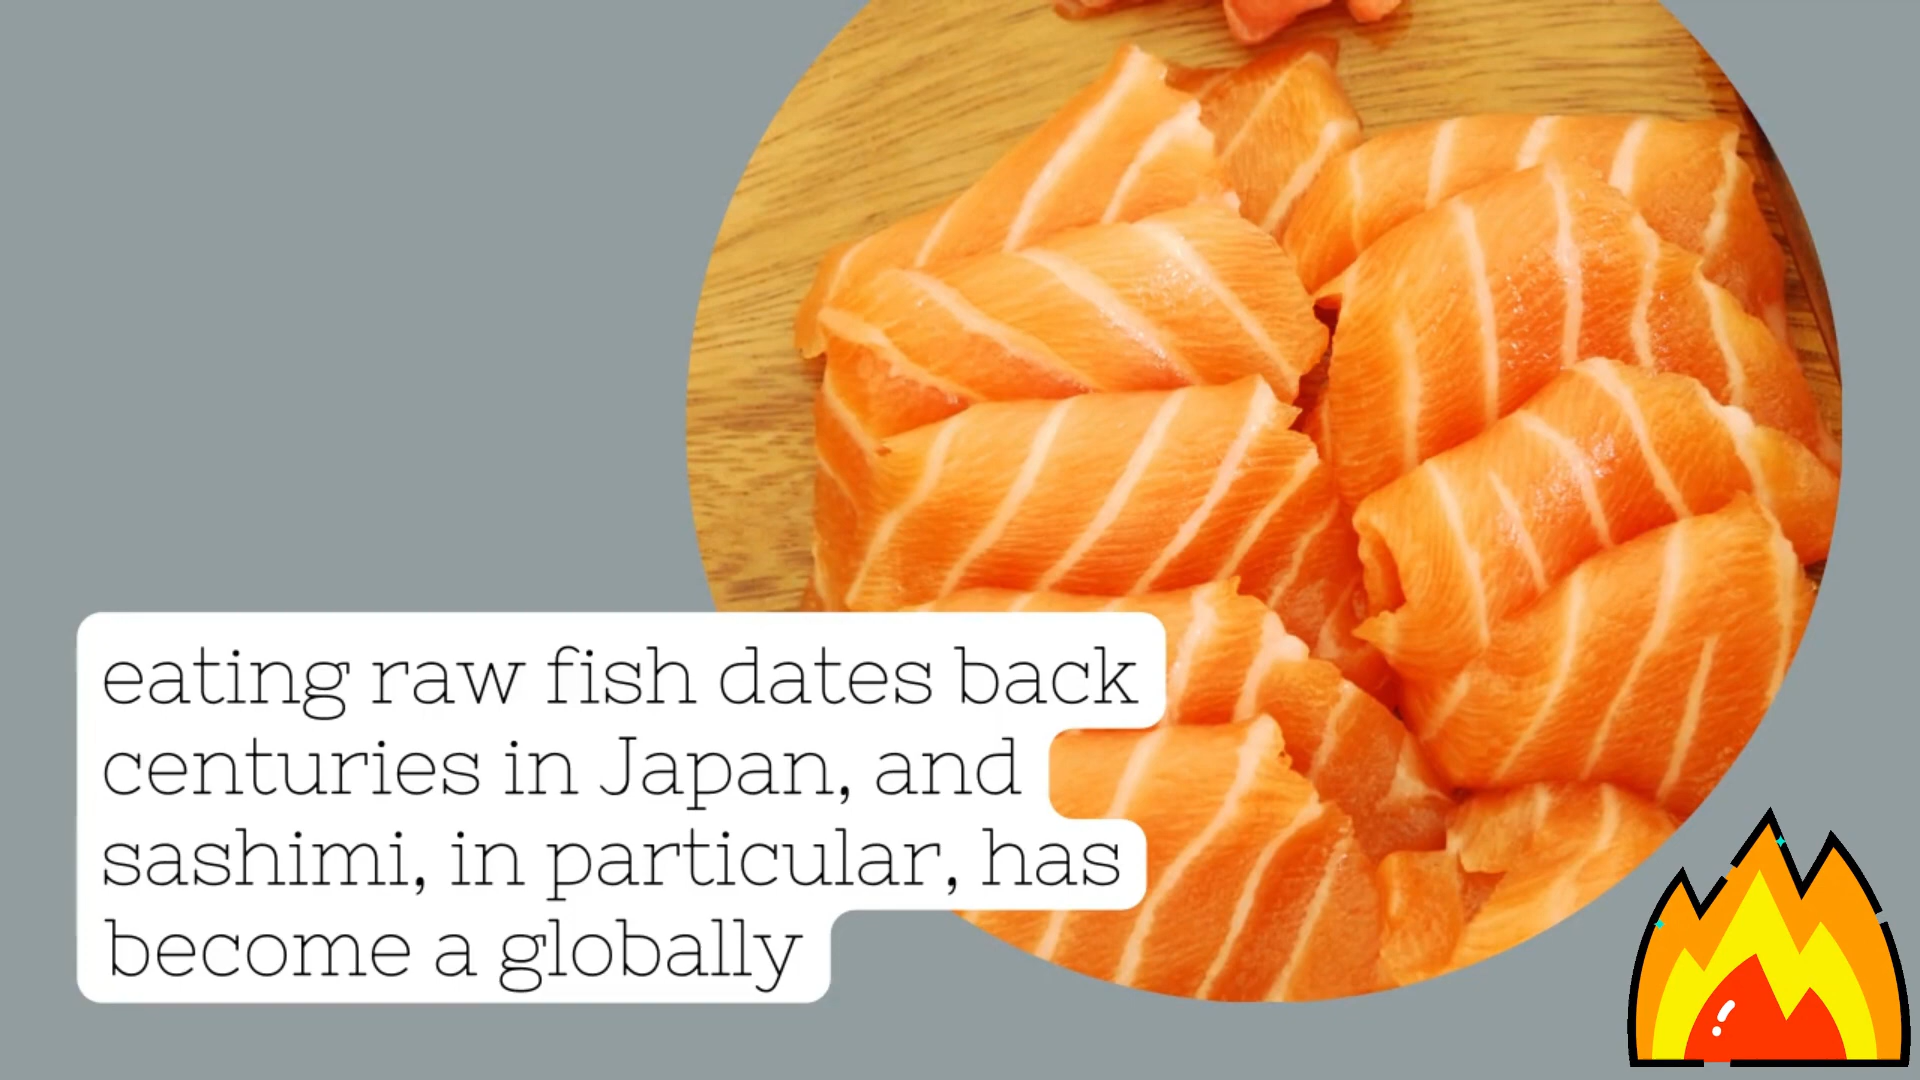 eating raw fish dates back
centuries in Japan, and
sashimi, in particular, has
become a globally